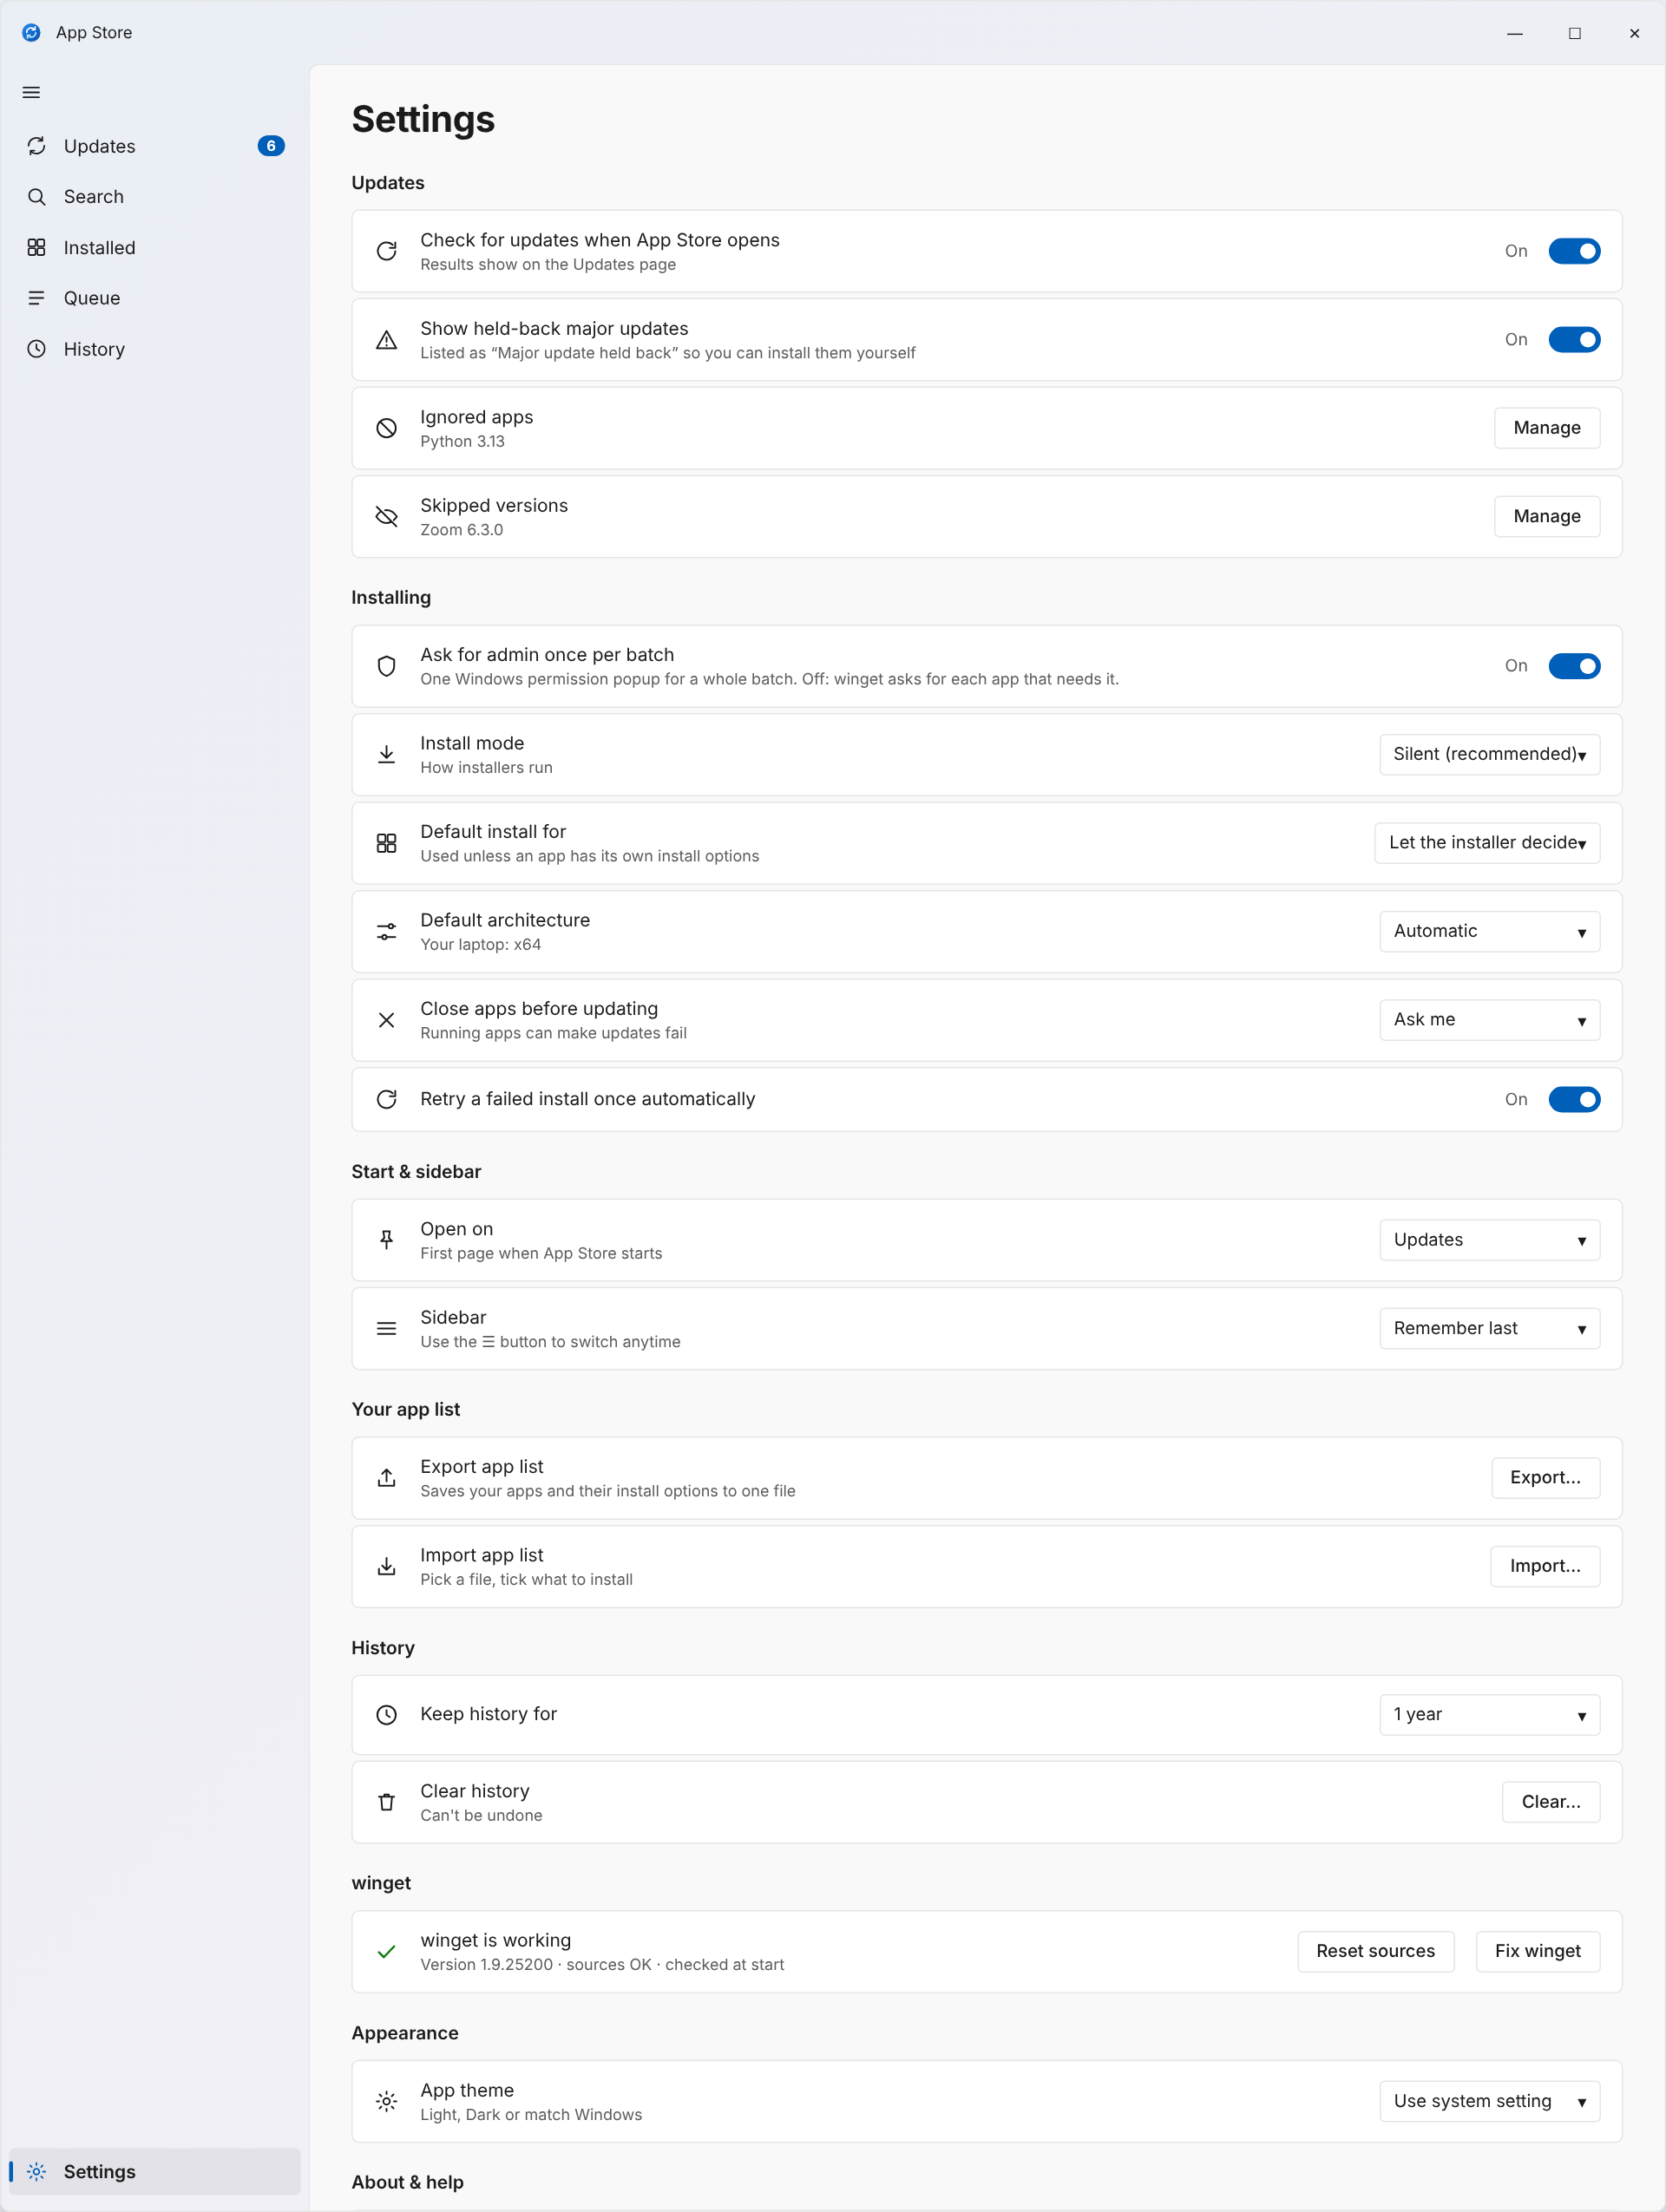 App Store
Updates 6
Search
Installed
Queue
History
Settings
Settings
Updates
Check for updates when App Store opens
Results show on the Updates page
On
Show held-back major updates
Listed as “Major update held back” so you can install them yourself
On
Ignored apps
Python 3.13
Manage
Skipped versions
Zoom 6.3.0
Manage
Installing
Ask for admin once per batch
One Windows permission popup for a whole batch. Off: winget asks for each app that needs it.
On
Install mode
How installers run
Silent (recommended)
Default install for
Used unless an app has its own install options
Let the installer decide
Default architecture
Your laptop: x64
Automatic
Close apps before updating
Running apps can make updates fail
Ask me
Retry a failed install once automatically
On
Start & sidebar
Open on
First page when App Store starts
Updates
Sidebar
Use the ☰ button to switch anytime
Remember last
Your app list
Export app list
Saves your apps and their install options to one file
Export...
Import app list
Pick a file, tick what to install
Import...
History
Keep history for
1 year
Clear history
Can't be undone
Clear...
winget
winget is working
Version 1.9.25200 · sources OK · checked at start
Reset sources
Fix winget
Appearance
App theme
Light, Dark or match Windows
Use system setting
About & help